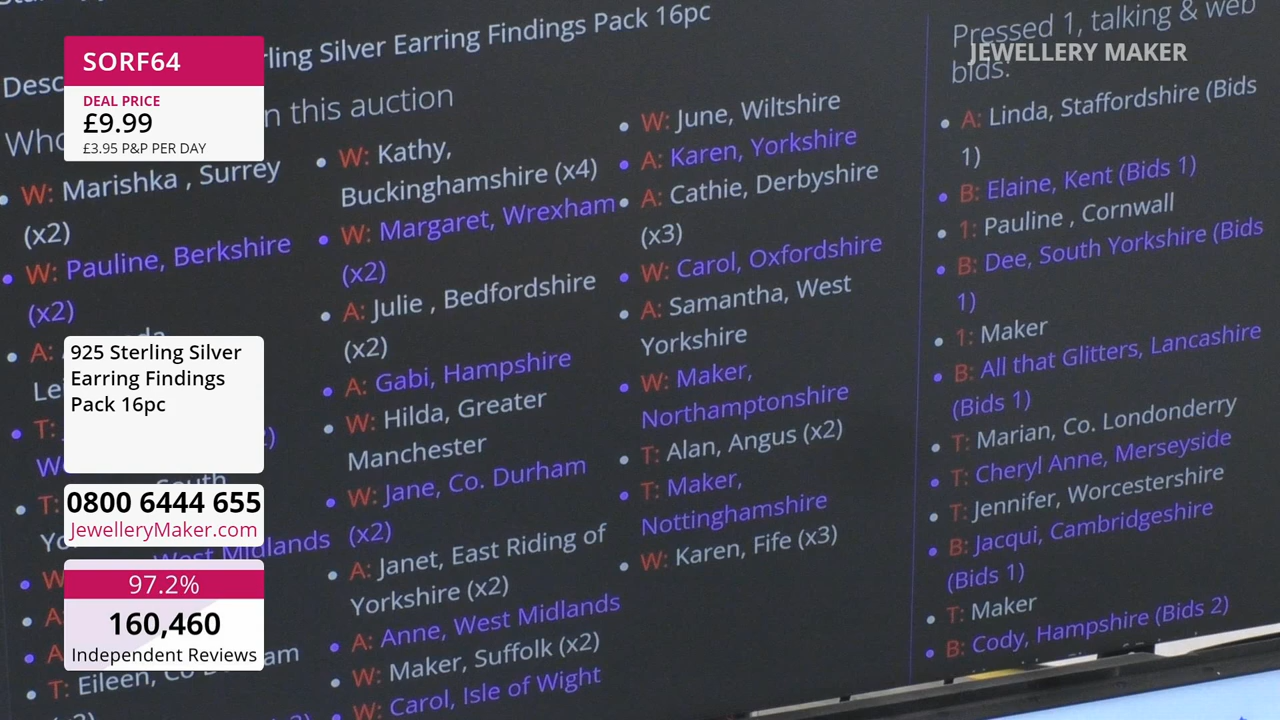 SORF64
DEAL PRICE
£9.99
£3.95 P&P PER DAY
925 Sterling Silver
Earring Findings
Pack 16pc
0800 6444 655
JewelleryMaker.com
97.2%
160,460
Independent Reviews
JEWELLERY MAKER
Silver Earring Findings Pack 16pc
this auction
W: Marishka , Surrey
(x2)
W: Pauline, Berkshire
(x2)
A:
T:
T:
West Midlands
T: Eileen,
W: Kathy,
Buckinghamshire (x4)
W: Margaret, Wrexham
(x2)
A: Julie , Bedfordshire
(x2)
A: Gabi, Hampshire
W: Hilda, Greater
Manchester
W: Jane, Co. Durham
(x2)
A: Janet, East Riding of
Yorkshire (x2)
A: Anne, West Midlands
W: Maker, Suffolk (x2)
W: Carol, Isle of Wight
W: June, Wiltshire
A: Karen, Yorkshire
A: Cathie, Derbyshire
(x3)
W: Carol, Oxfordshire
A: Samantha, West
Yorkshire
W: Maker,
Northamptonshire
T: Alan, Angus (x2)
T: Maker,
Nottinghamshire
W: Karen, Fife (x3)
Pressed 1, talking & web
bids.
A: Linda, Staffordshire (Bids
1)
B: Elaine, Kent (Bids 1)
1: Pauline , Cornwall
B: Dee, South Yorkshire (Bids
1)
1: Maker
B: All that Glitters, Lancashire
(Bids 1)
T: Marian, Co. Londonderry
T: Cheryl Anne, Merseyside
T: Jennifer, Worcestershire
B: Jacqui, Cambridgeshire
(Bids 1)
T: Maker
B: Cody, Hampshire (Bids 2)